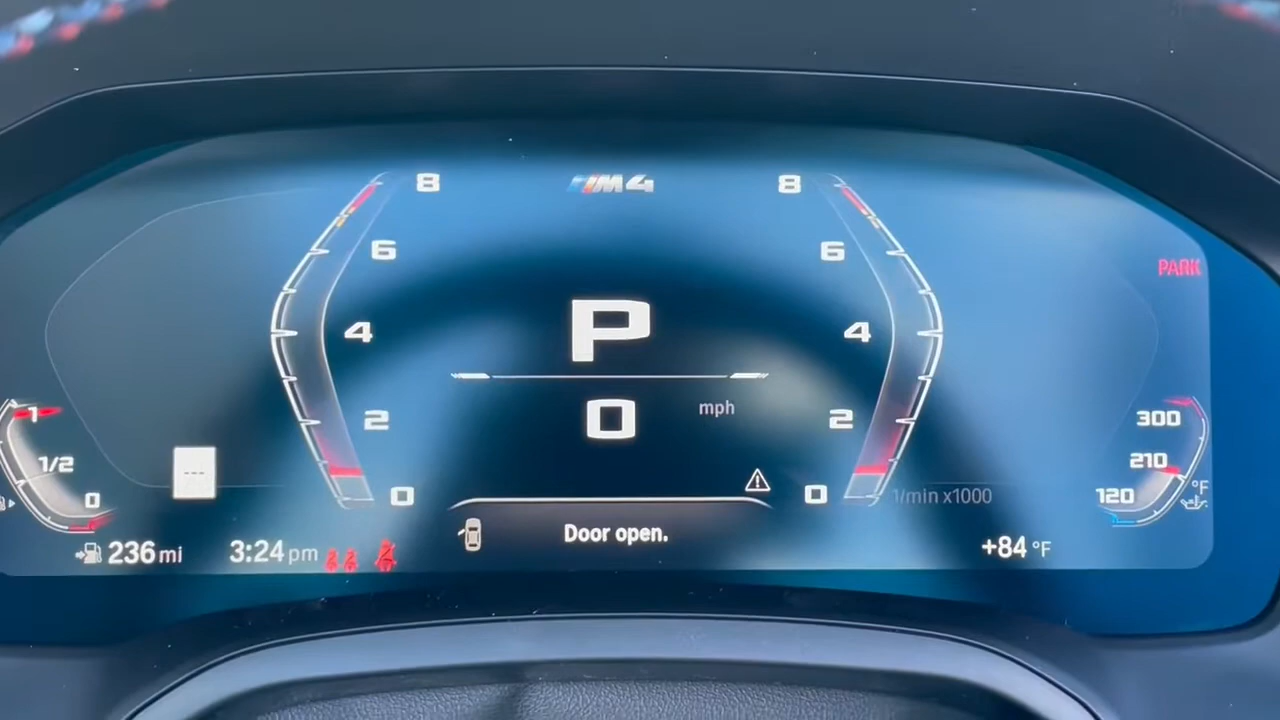 8 M4 8
6 6
PARK
P
4 4
1 2 0 mph 2 300
1/2 210
--- 
0 0 0 1/min x1000 120 °F
Door open.
236 mi 3:24 pm +84 °F